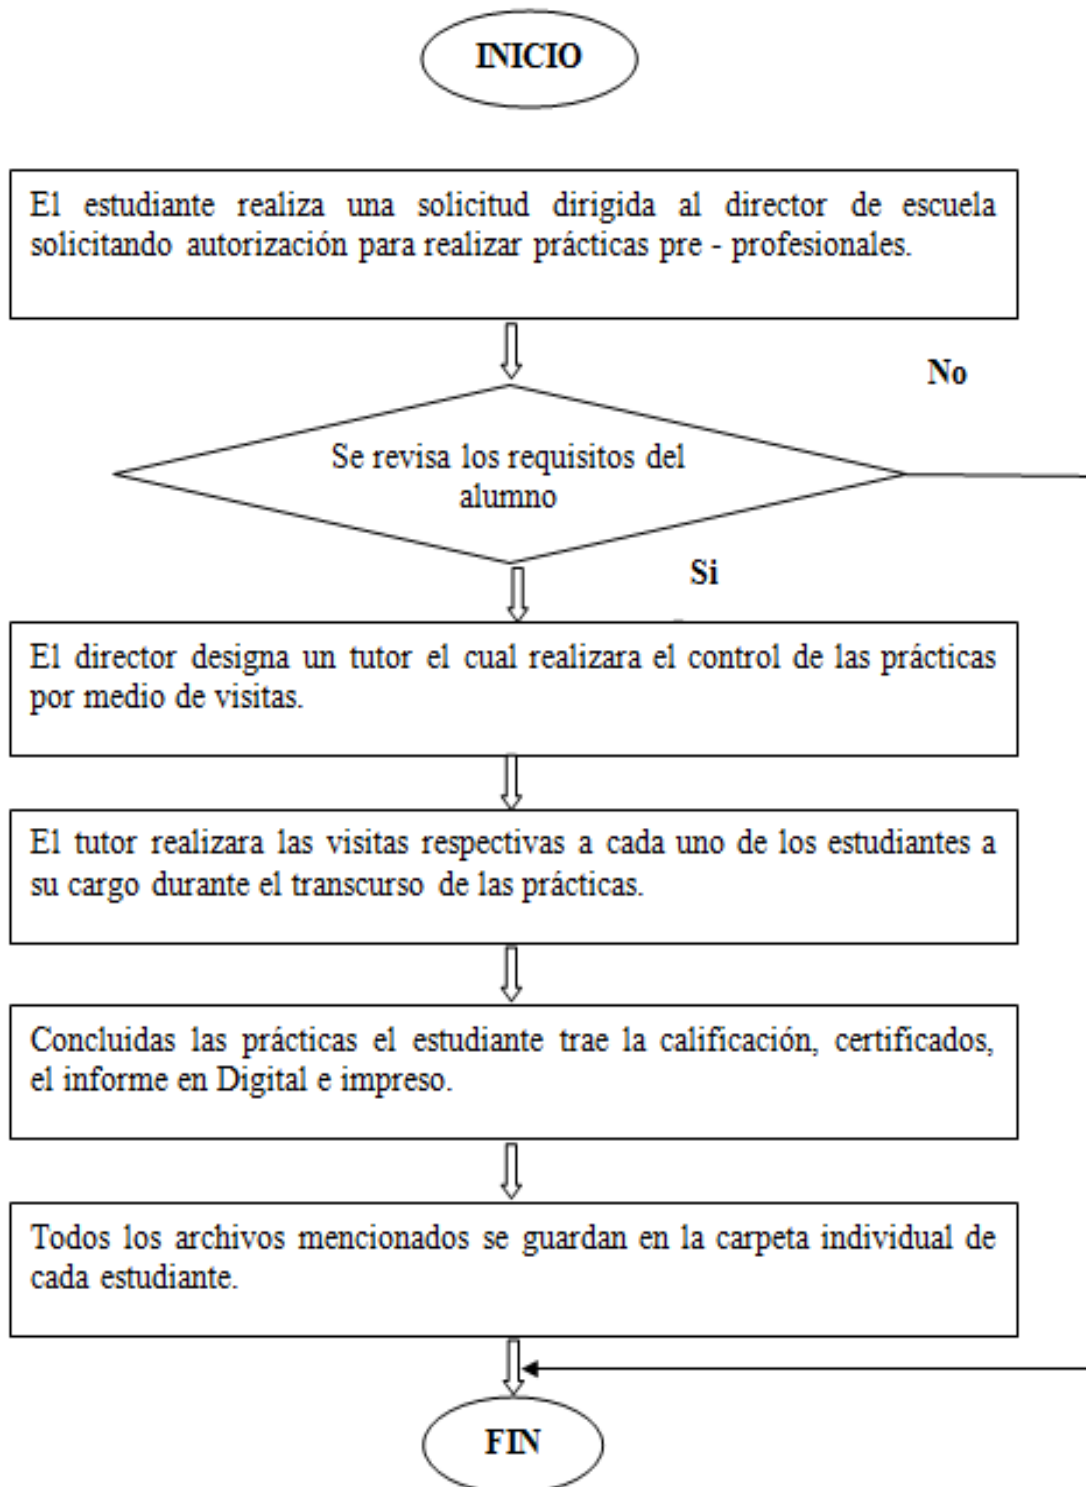 INICIO
El estudiante realiza una solicitud dirigida al director de escuela
solicitando autorización para realizar prácticas pre - profesionales.
No
Se revisa los requisitos del
alumno
Si
El director designa un tutor el cual realizara el control de las prácticas
por medio de visitas.
El tutor realizara las visitas respectivas a cada uno de los estudiantes a
su cargo durante el transcurso de las prácticas.
Concluidas las prácticas el estudiante trae la calificación, certificados,
el informe en Digital e impreso.
Todos los archivos mencionados se guardan en la carpeta individual de
cada estudiante.
FIN